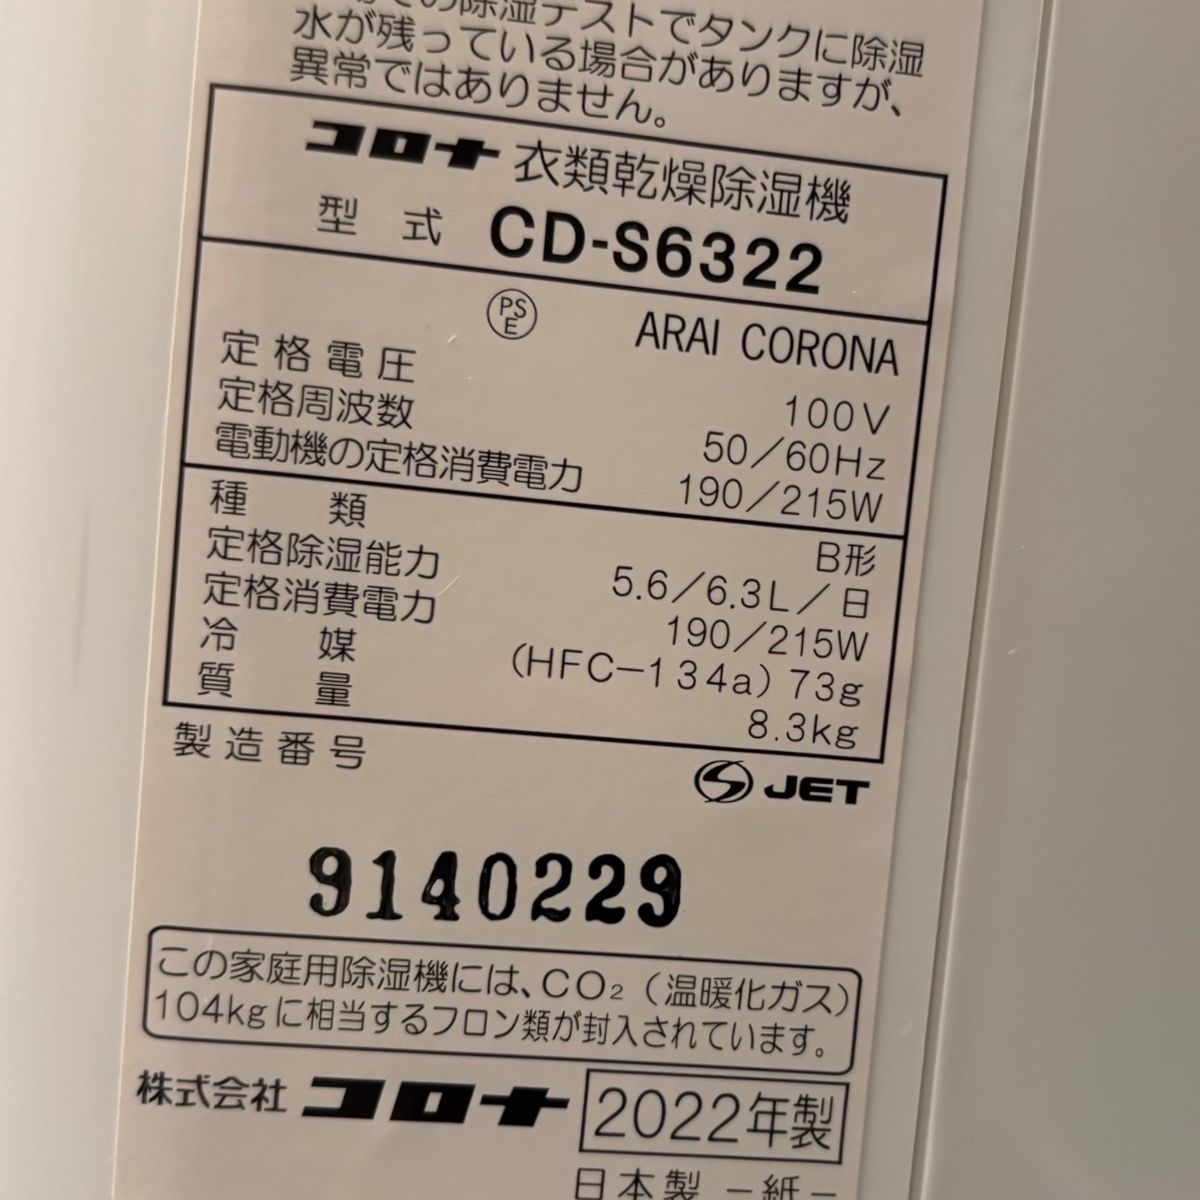 の除湿テストでタンクに除湿
水が残っている場合がありますが、
異常ではありません。
コロナ 衣類乾燥除湿機
型式 CD-S6322
PSE ARAI CORONA
定格電圧 100V
定格周波数 50/60Hz
電動機の定格消費電力 190/215W
種類 B形
定格除湿能力 5.6/6.3L/日
定格消費電力 190/215W
冷媒 (HFC-134a) 73g
質量 8.3kg
製造番号
JET
9140229
この家庭用除湿機には、CO₂（温暖化ガス）
104kgに相当するフロン類が封入されています。
株式会社 コロナ 2022年製
日本製 －紙－